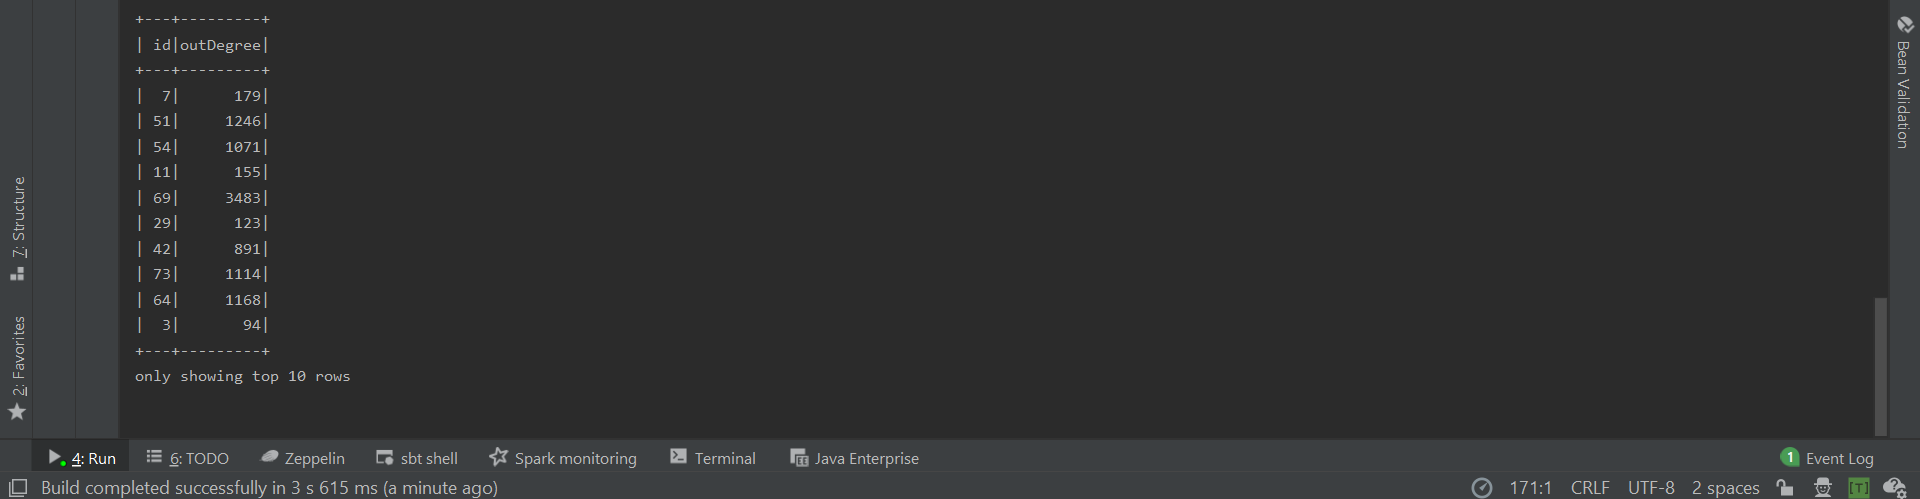 +---+---------+
| id|outDegree|
+---+---------+
|  7|      179|
| 51|     1246|
| 54|     1071|
| 11|      155|
| 69|     3483|
| 29|      123|
| 42|      891|
| 73|     1114|
| 64|     1168|
|  3|       94|
+---+---------+
only showing top 10 rows
7: Structure
2: Favorites
Bean Validation
4: Run 6: TODO Zeppelin sbt shell Spark monitoring Terminal Java Enterprise 1 Event Log
Build completed successfully in 3 s 615 ms (a minute ago) 171:1 CRLF UTF-8 2 spaces [T]